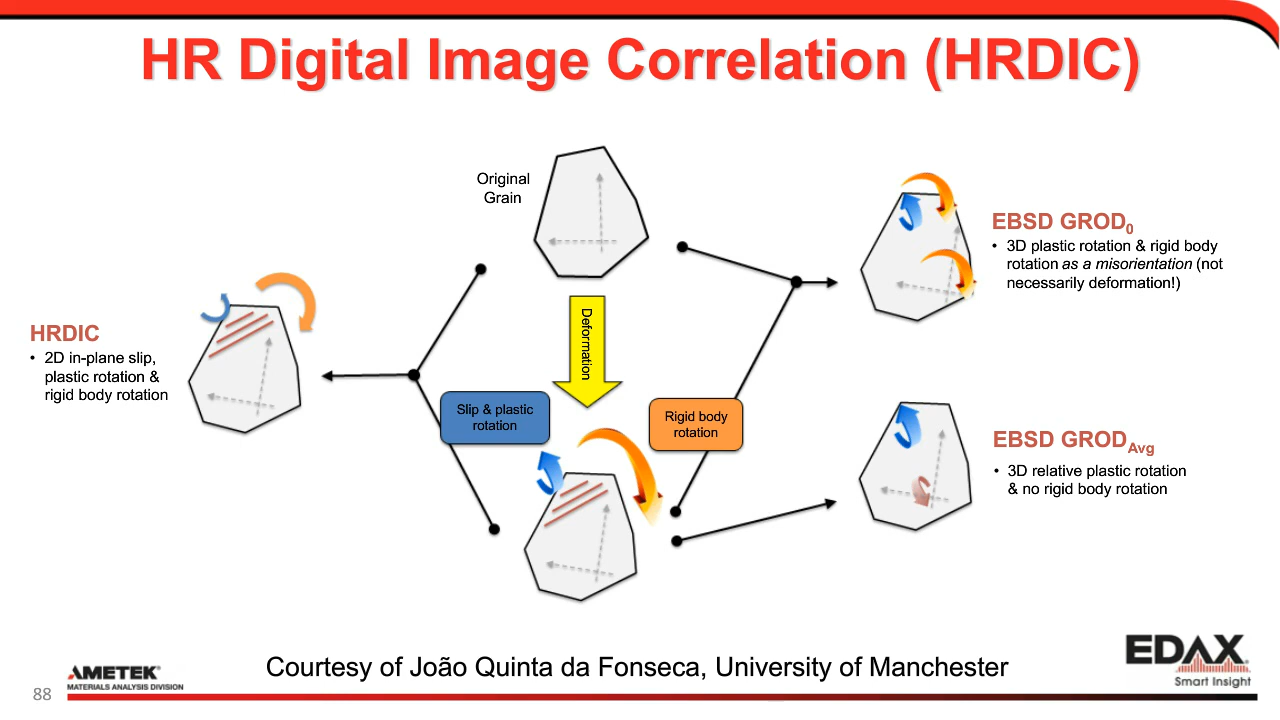 HR Digital Image Correlation (HRDIC)
Original
Grain
Deformation
Slip & plastic
rotation
Rigid body
rotation
HRDIC
• 2D in-plane slip,
plastic rotation &
rigid body rotation
EBSD GROD0
• 3D plastic rotation & rigid body
rotation as a misorientation (not
necessarily deformation!)
EBSD GRODAvg
• 3D relative plastic rotation
& no rigid body rotation
Courtesy of João Quinta da Fonseca, University of Manchester
88
AMETEK®
MATERIALS ANALYSIS DIVISION
EDAX
Smart Insight